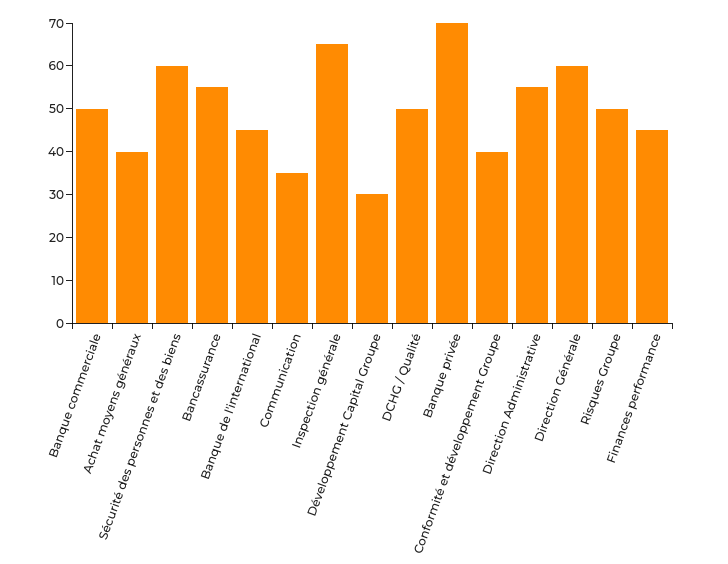 70
60
50
40
30
20
10
0
Banque commerciale
Achat moyens généraux
Sécurité des personnes et des biens
Bancassurance
Banque de l'international
Communication
Inspection générale
Développement Capital Groupe
DCHG / Qualité
Banque privée
Conformité et développement Groupe
Direction Administrative
Direction Générale
Risques Groupe
Finances performance